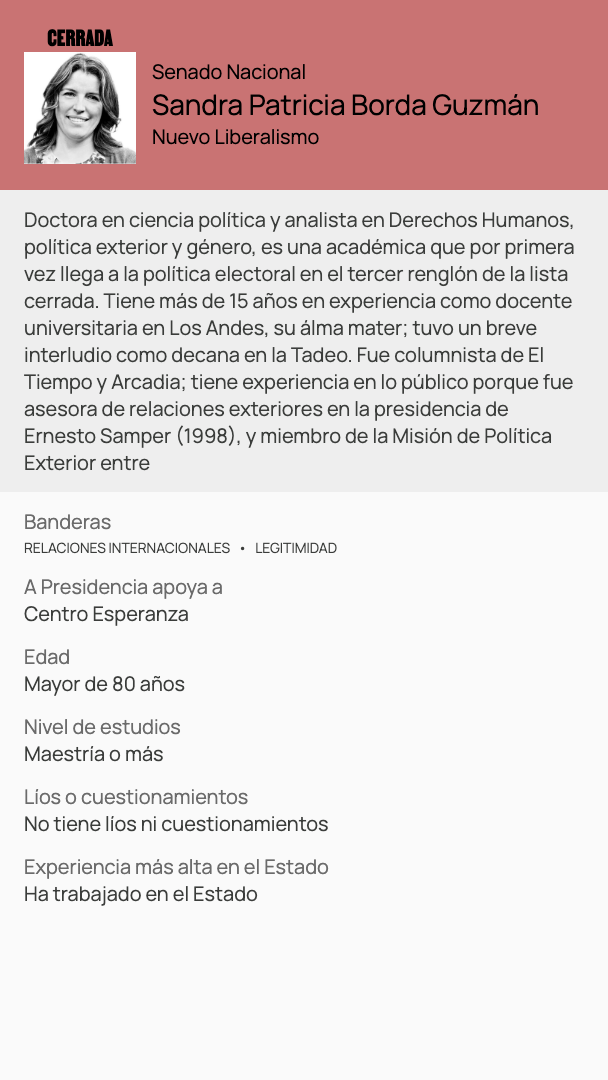 CERRADA
Senado Nacional
Sandra Patricia Borda Guzmán
Nuevo Liberalismo
Doctora en ciencia política y analista en Derechos Humanos,
política exterior y género, es una académica que por primera
vez llega a la política electoral en el tercer renglón de la lista
cerrada. Tiene más de 15 años en experiencia como docente
universitaria en Los Andes, su álma mater; tuvo un breve
interludio como decana en la Tadeo. Fue columnista de El
Tiempo y Arcadia; tiene experiencia en lo público porque fue
asesora de relaciones exteriores en la presidencia de
Ernesto Samper (1998), y miembro de la Misión de Política
Exterior entre
Banderas
RELACIONES INTERNACIONALES • LEGITIMIDAD
A Presidencia apoya a
Centro Esperanza
Edad
Mayor de 80 años
Nivel de estudios
Maestría o más
Líos o cuestionamientos
No tiene líos ni cuestionamientos
Experiencia más alta en el Estado
Ha trabajado en el Estado